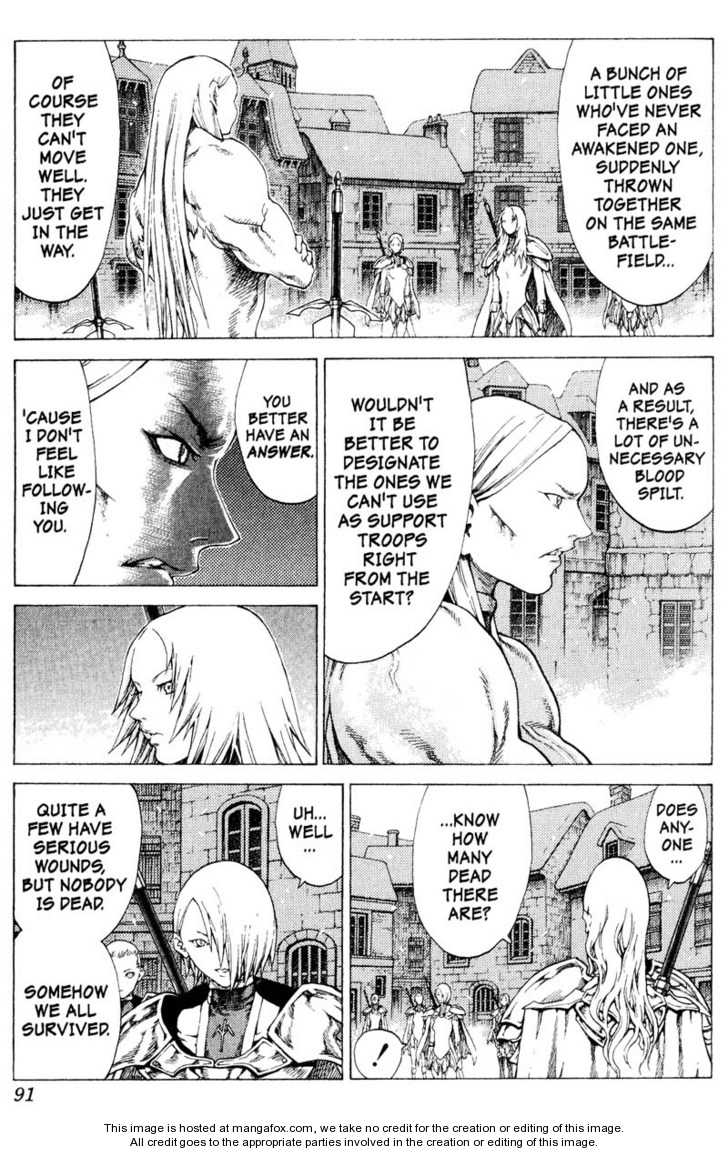 A BUNCH OF
LITTLE ONES
WHO'VE NEVER
FACED AN
AWAKENED ONE,
SUDDENLY
THROWN
TOGETHER
ON THE SAME
BATTLE-
FIELD...
OF
COURSE
THEY
CAN'T
MOVE
WELL.
THEY
JUST GET
IN THE
WAY.
AND AS
A RESULT,
THERE'S A
LOT OF UN-
NECESSARY
BLOOD
SPILT.
WOULDN'T
IT BE
BETTER TO
DESIGNATE
THE ONES WE
CAN'T USE
AS SUPPORT
TROOPS
RIGHT
FROM THE
START?
YOU
BETTER
HAVE AN
ANSWER.
'CAUSE
I DON'T
FEEL
LIKE
FOLLOW-
ING
YOU.
DOES
ANY-
ONE
...
...KNOW
HOW
MANY
DEAD
THERE
ARE?
!
UH...
WELL
...
QUITE A
FEW HAVE
SERIOUS
WOUNDS,
BUT NOBODY
IS DEAD.
SOMEHOW
WE ALL
SURVIVED.
91
This image is hosted at mangafox.com, we take no credit for the creation or editing of this image.
All credit goes to the appropriate parties involved in the creation or editing of this image.